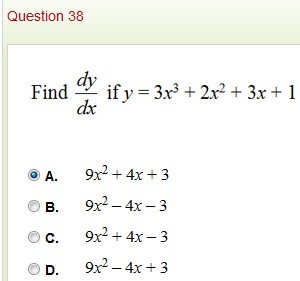 Question 38
Find dy/dx if y = 3x³ + 2x² + 3x + 1
A. 9x² + 4x + 3
B. 9x² – 4x – 3
C. 9x² + 4x – 3
D. 9x² – 4x + 3